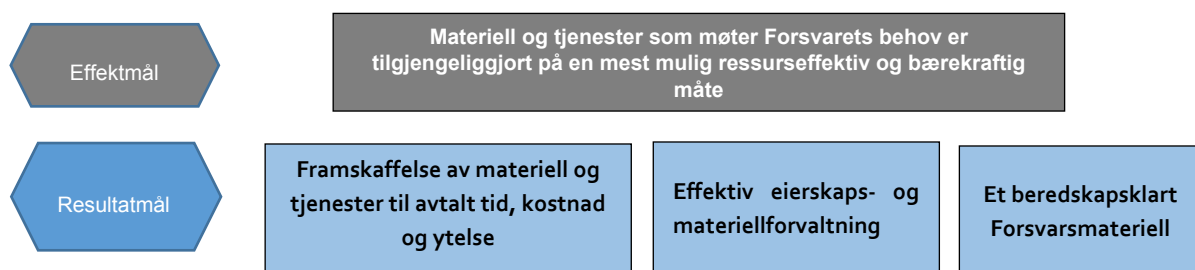 Effektmål
Materiell og tjenester som møter Forsvarets behov er
tilgjengeliggjort på en mest mulig ressurseffektiv og bærekraftig
måte
Resultatmål
Framskaffelse av materiell og
tjenester til avtalt tid, kostnad
og ytelse
Effektiv eierskaps- og
materiellforvaltning
Et beredskapsklart
Forsvarsmateriell